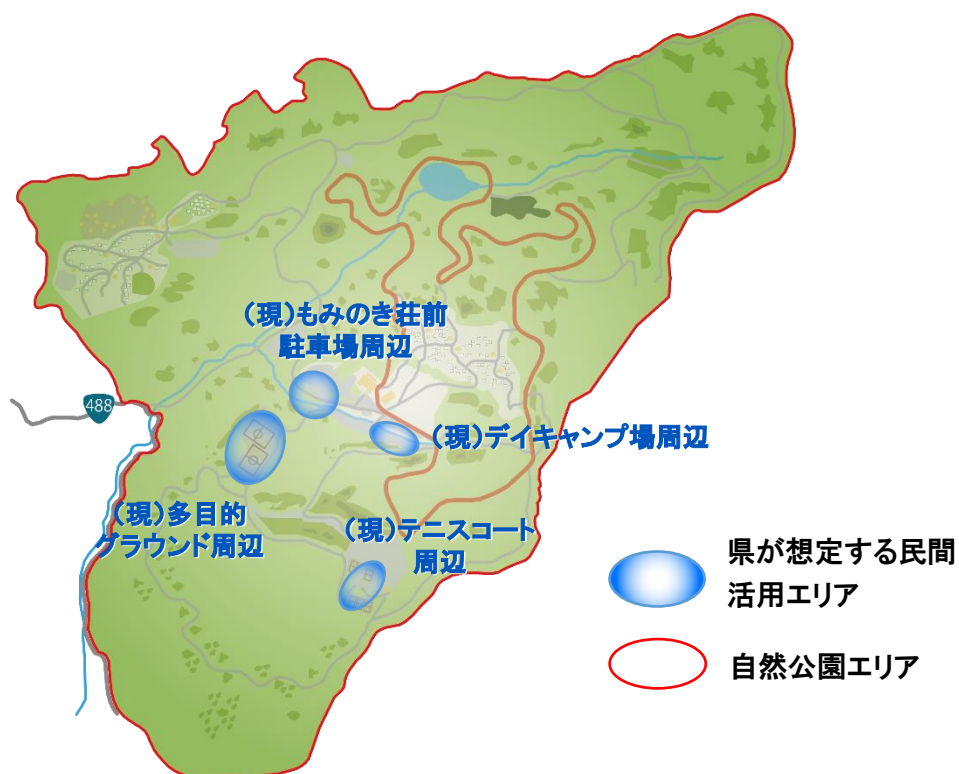 (現)もみのき荘前
駐車場周辺
488
(現)デイキャンプ場周辺
(現)多目的
グラウンド周辺
(現)テニスコート
周辺
県が想定する民間
活用エリア
自然公園エリア